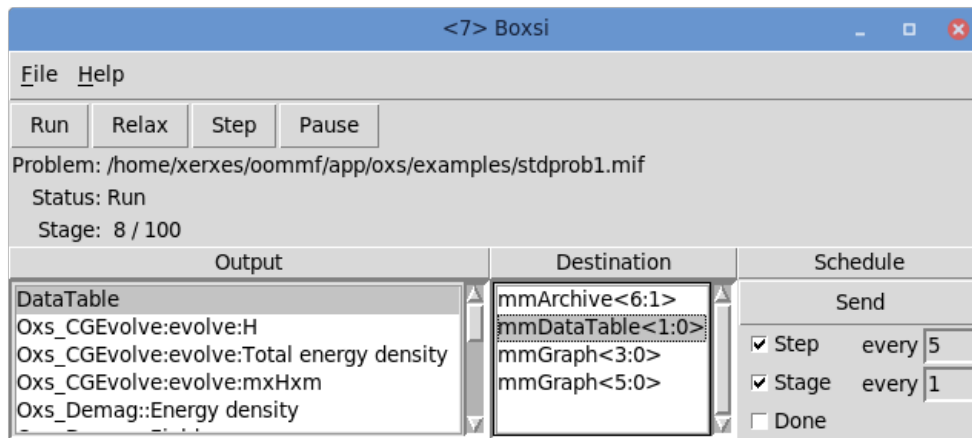 <7> Boxsi
File Help
Run Relax Step Pause
Problem: /home/xerxes/oommf/app/oxs/examples/stdprob1.mif
Status: Run
Stage: 8 / 100
Output Destination Schedule
DataTable mmArchive<6:1> Send
Oxs_CGEvolve:evolve:H mmDataTable<1:0>
Oxs_CGEvolve:evolve:Total energy density mmGraph<3:0> Step every 5
Oxs_CGEvolve:evolve:mxHxm mmGraph<5:0> Stage every 1
Oxs_Demag::Energy density Done